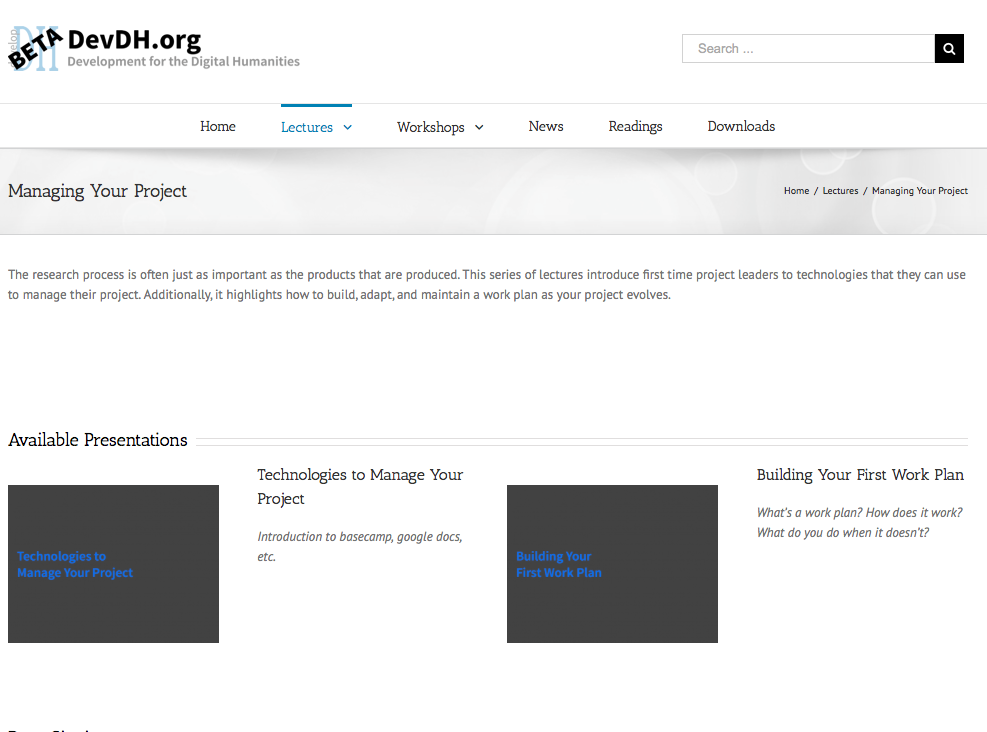 BETA
DH
DevDH.org
Development for the Digital Humanities
Search ...
Home Lectures Workshops News Readings Downloads
Managing Your Project
Home / Lectures / Managing Your Project
The research process is often just as important as the products that are produced. This series of lectures introduce first time project leaders to technologies that they can use
to manage their project. Additionally, it highlights how to build, adapt, and maintain a work plan as your project evolves.
Available Presentations
Technologies to
Manage Your Project
Technologies to Manage Your
Project
Introduction to basecamp, google docs,
etc.
Building Your
First Work Plan
Building Your First Work Plan
What's a work plan? How does it work?
What do you do when it doesn't?